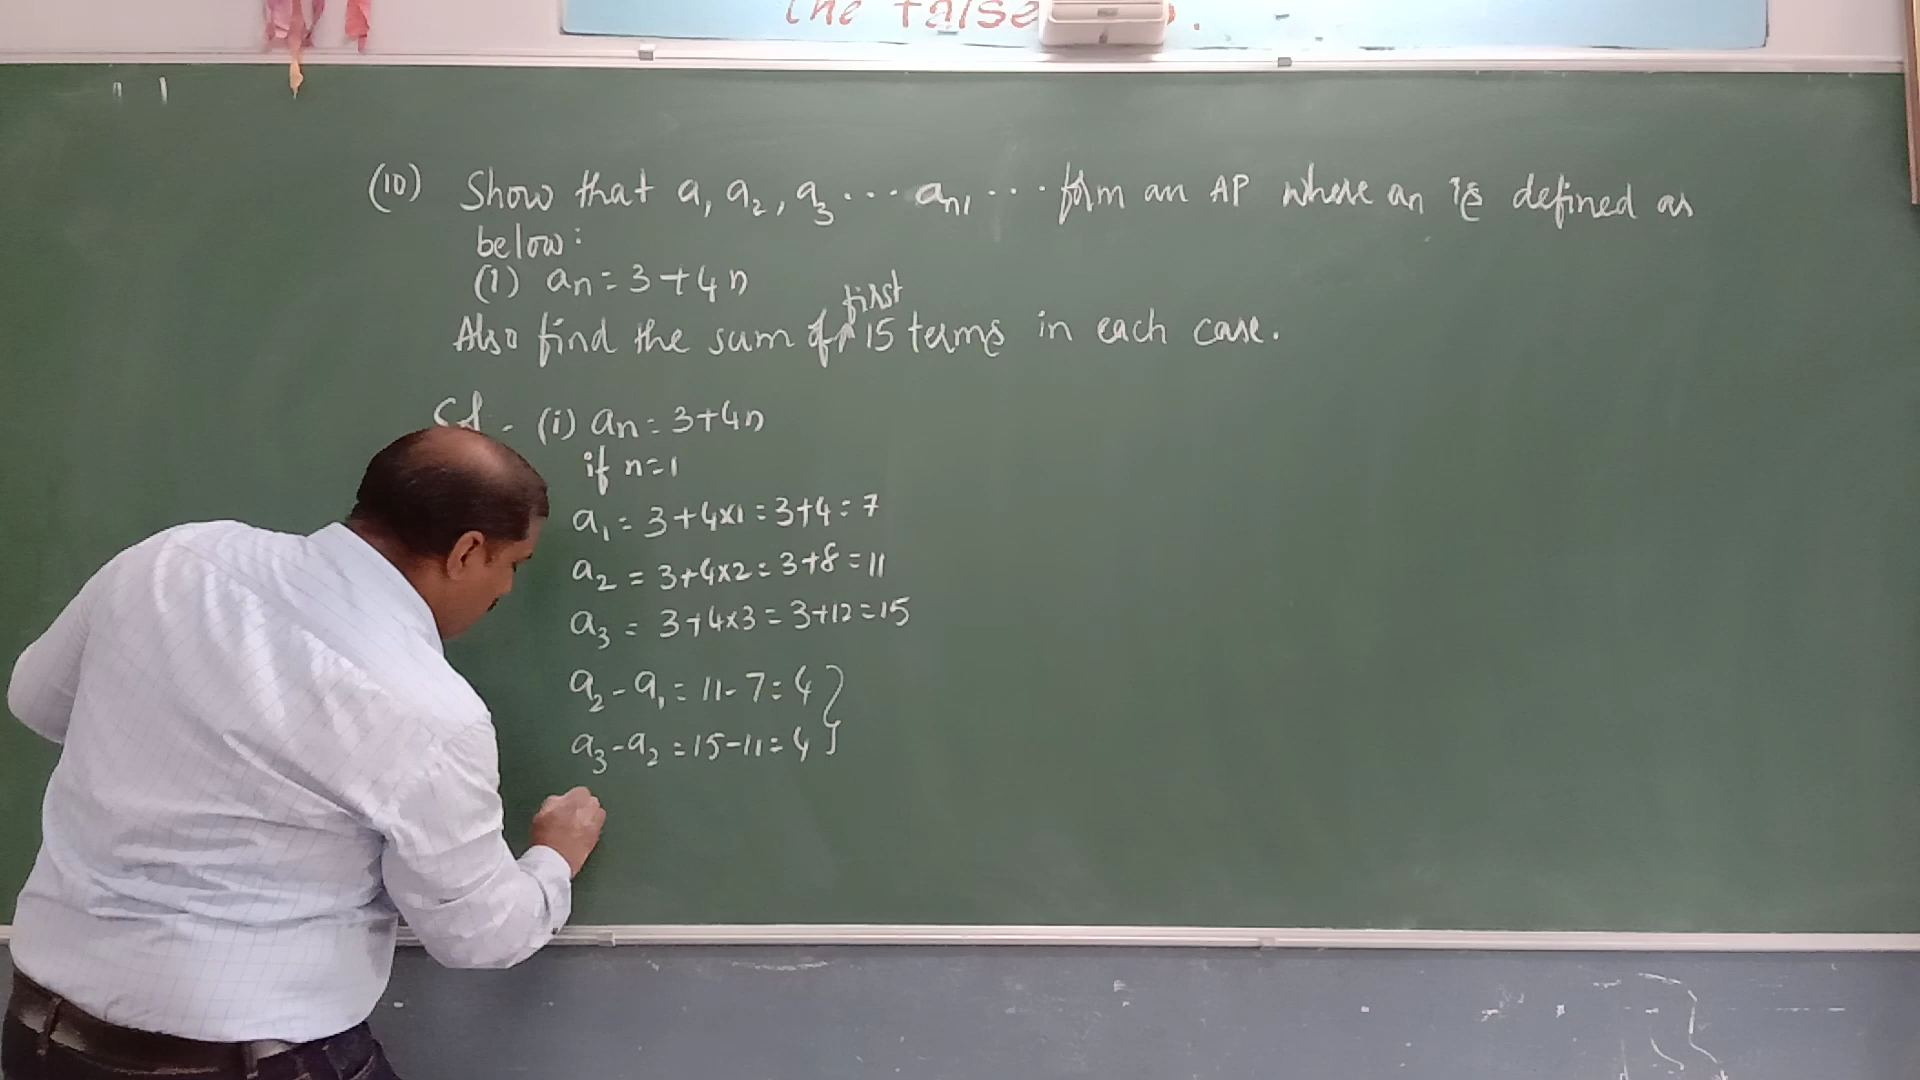 the false
(10) Show that a₁ a₂, a₃ ... aₙ, ... form an AP where an is defined as
below:
(1) an = 3 + 4n
first
Also find the sum of 15 terms in each case.
(i) an = 3+4n
if n=1
a₁ = 3+4x1 = 3+4 = 7
a₂ = 3+4x2 = 3+8 = 11
a₃ = 3+4x3 = 3+12 = 15
a₂ - a₁ = 11 - 7 = 4 }
a₃ - a₂ = 15 - 11 = 4